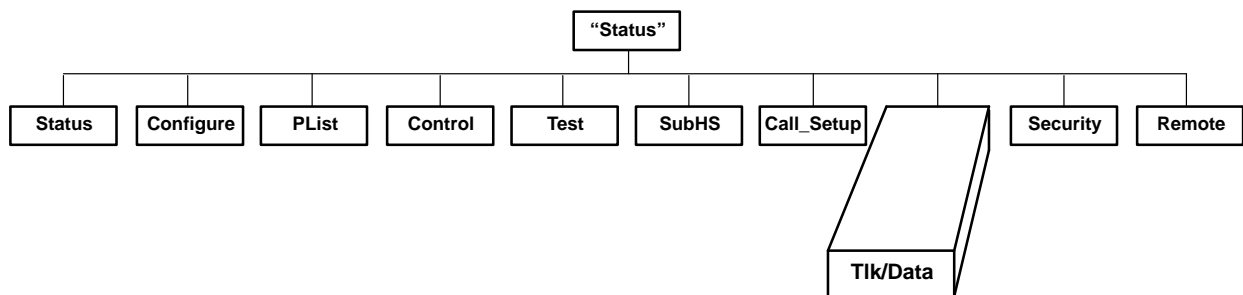 “Status”
Status Configure PList Control Test SubHS Call_Setup Security Remote
Tlk/Data